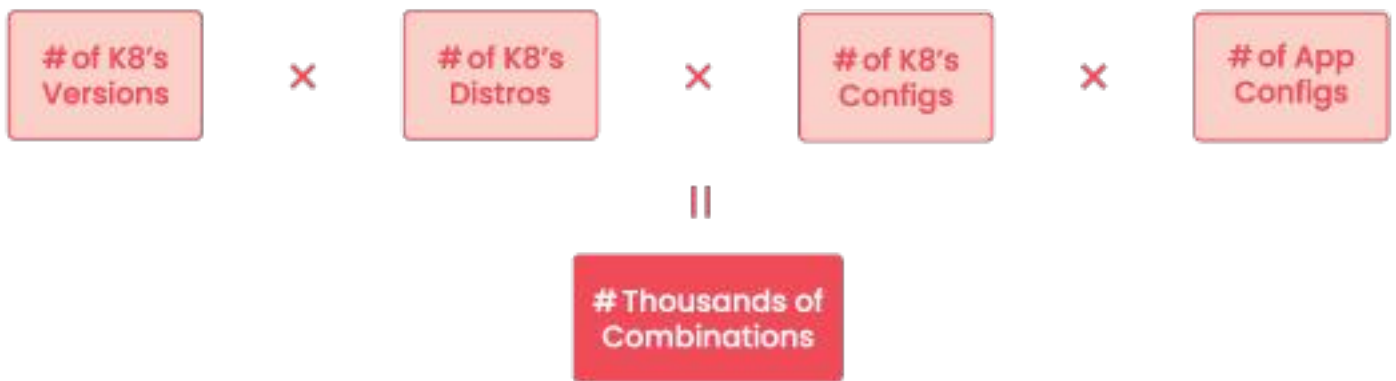 # of K8's
Versions
×
# of K8's
Distros
×
# of K8's
Configs
×
# of App
Configs
=
# Thousands of
Combinations